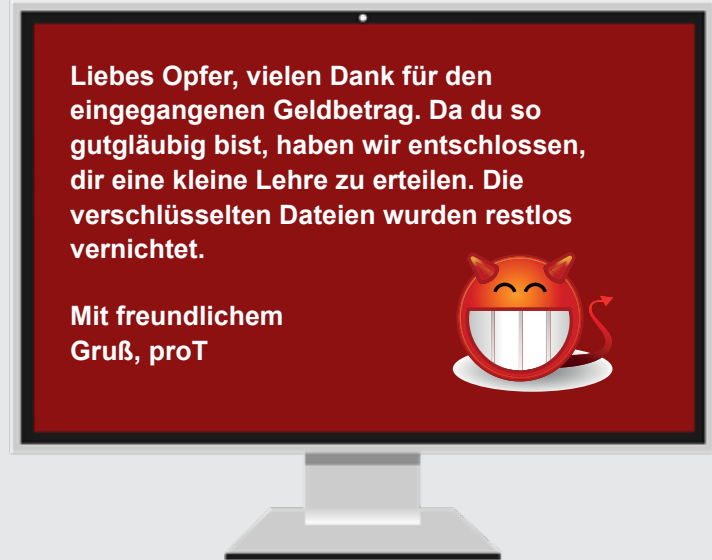 Liebes Opfer, vielen Dank für den
eingegangenen Geldbetrag. Da du so
gutgläubig bist, haben wir entschlossen,
dir eine kleine Lehre zu erteilen. Die
verschlüsselten Dateien wurden restlos
vernichtet.
Mit freundlichem
Gruß, proT